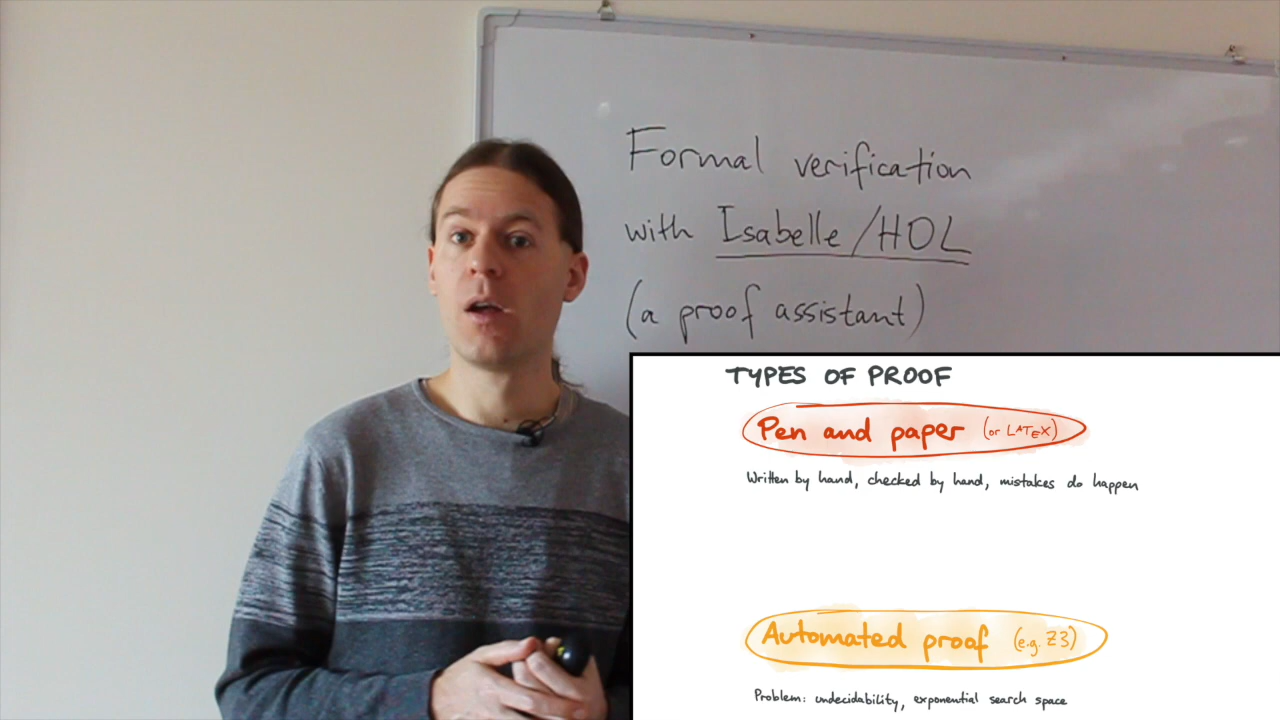 Formal verification
with Isabelle/HOL
(a proof assistant)
TYPES OF PROOF
Pen and paper (or LATEX)
Written by hand, checked by hand, mistakes do happen
Automated proof (e.g. Z3)
Problem: undecidability, exponential search space